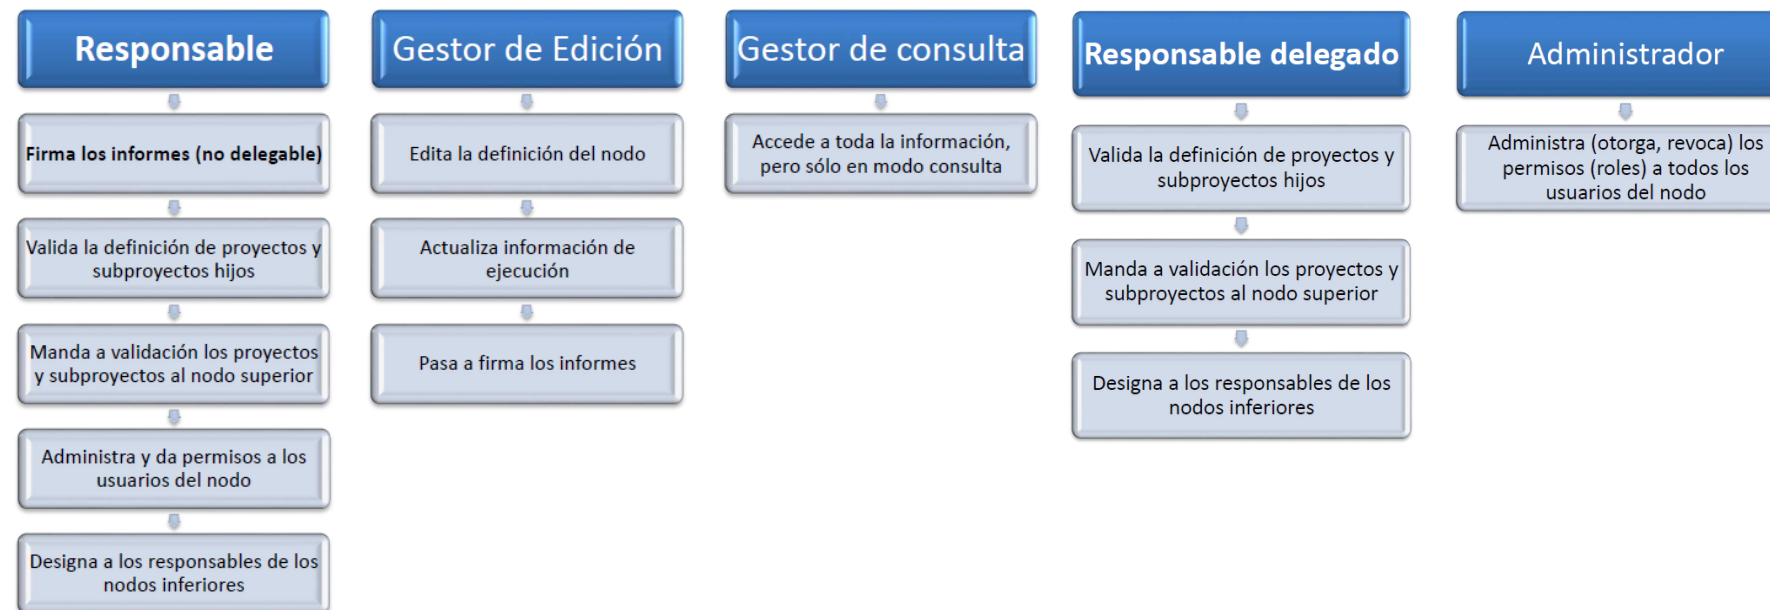 Responsable
Firma los informes (no delegable)
Valida la definición de proyectos y
subproyectos hijos
Manda a validación los proyectos
y subproyectos al nodo superior
Administra y da permisos a los
usuarios del nodo
Designa a los responsables de los
nodos inferiores
Gestor de Edición
Edita la definición del nodo
Actualiza información de
ejecución
Pasa a firma los informes
Gestor de consulta
Accede a toda la información,
pero sólo en modo consulta
Responsable delegado
Valida la definición de proyectos y
subproyectos hijos
Manda a validación los proyectos y
subproyectos al nodo superior
Designa a los responsables de los
nodos inferiores
Administrador
Administra (otorga, revoca) los
permisos (roles) a todos los
usuarios del nodo